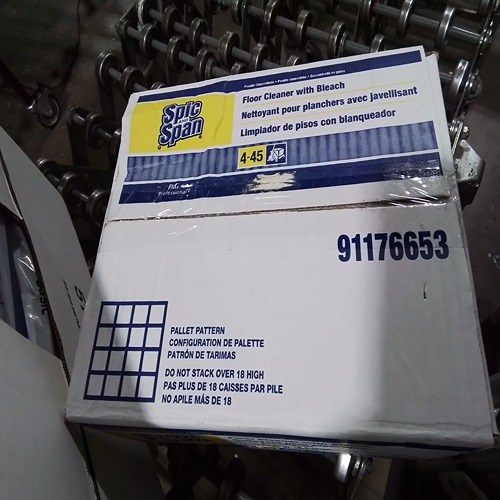 Spic
and
Span
Floor Cleaner with Bleach
Nettoyant pour planchers avec javellisant
Limpiador de pisos con blanqueador
4-45
P&G
Professional
91176653
PALLET PATTERN
CONFIGURATION DE PALETTE
PATRÓN DE TARIMAS
DO NOT STACK OVER 18 HIGH
PAS PLUS DE 18 CAISSES PAR PILE
NO APILE MÁS DE 18